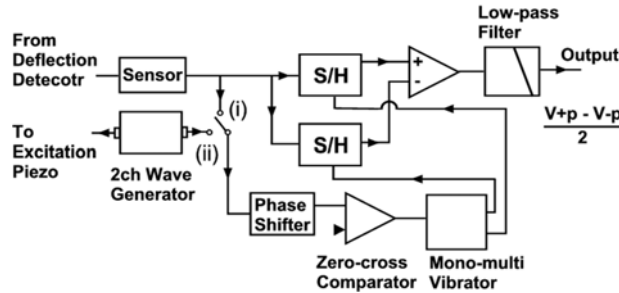 From
Deflection
Detecotr
Sensor
To
Excitation
Piezo
2ch Wave
Generator
(i)
(ii)
S/H
S/H
+
-
Low-pass
Filter
Output
V+p - V-p
2
Phase
Shifter
Zero-cross
Comparator
Mono-multi
Vibrator